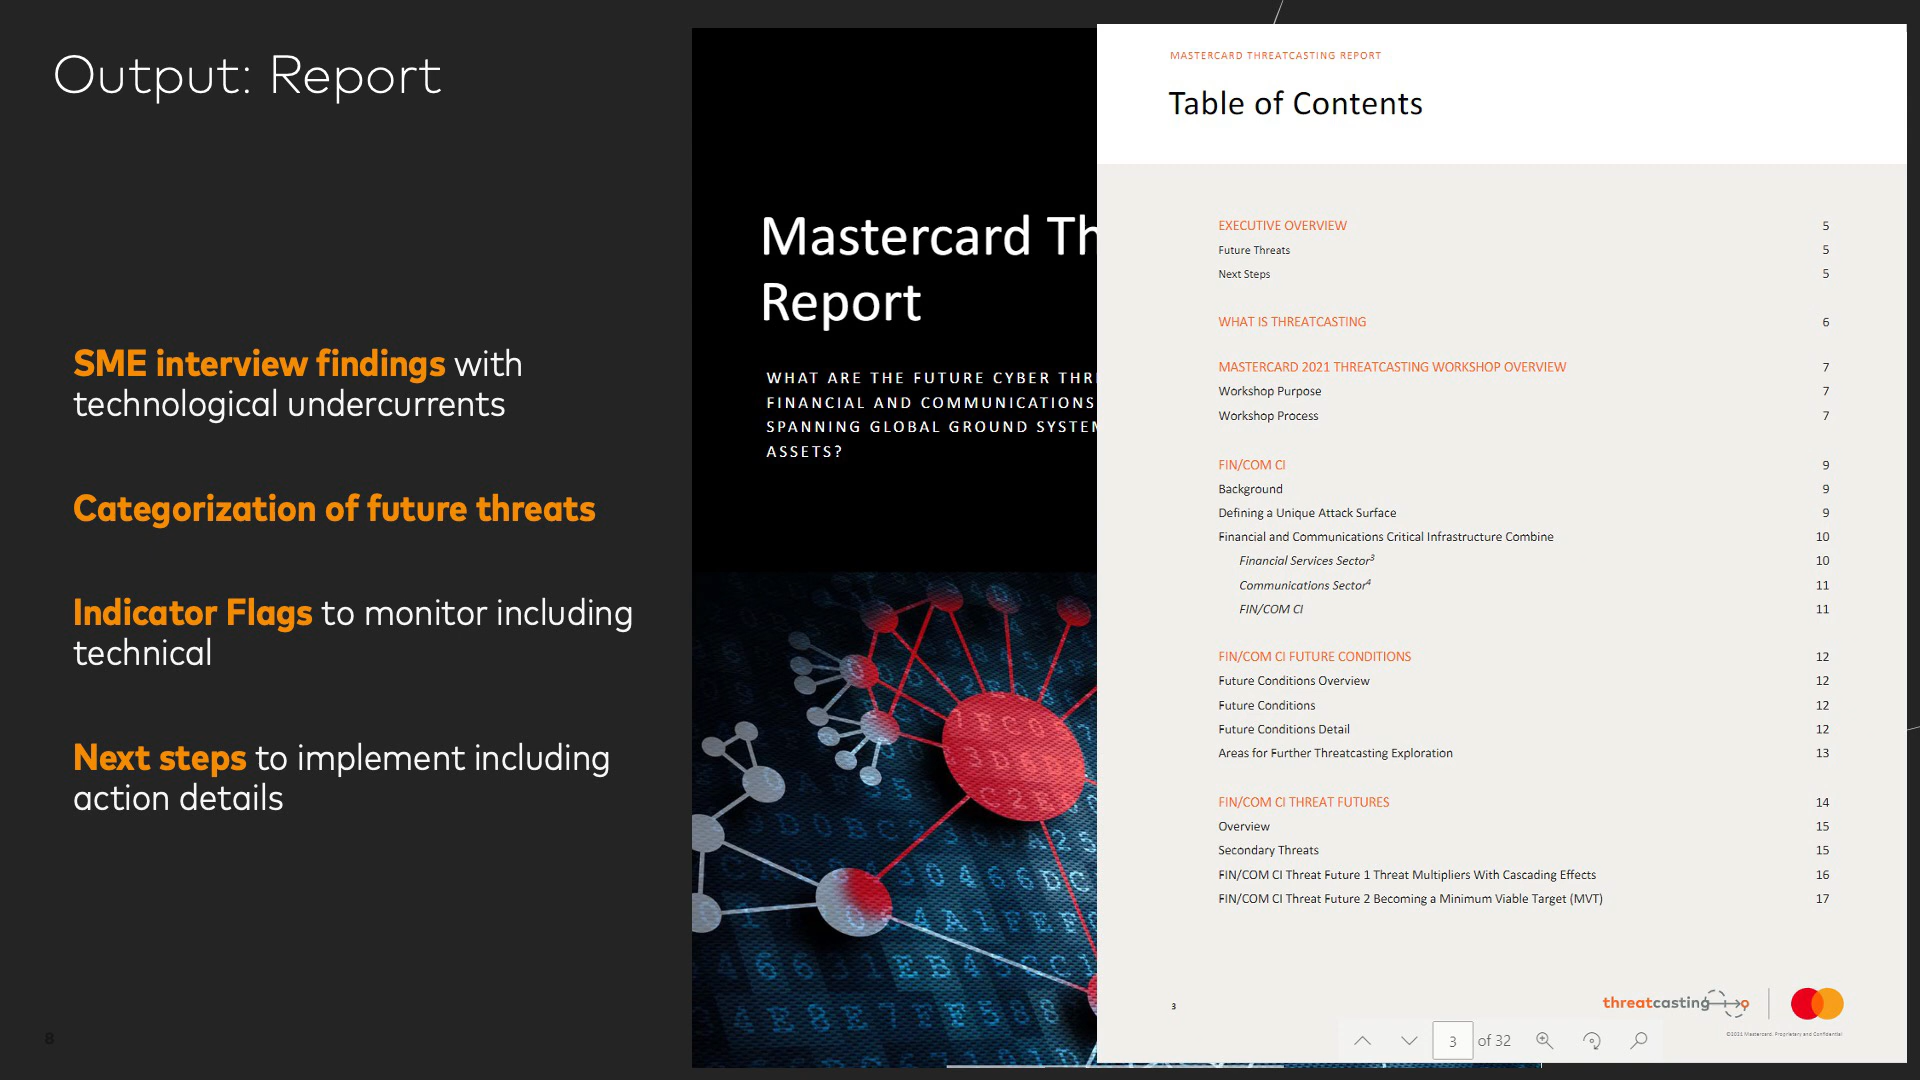 Output: Report
SME interview findings with
technological undercurrents
Categorization of future threats
Indicator Flags to monitor including
technical
Next steps to implement including
action details
8
Mastercard Th
Report
WHAT ARE THE FUTURE CYBER THR
FINANCIAL AND COMMUNICATIONS
SPANNING GLOBAL GROUND SYSTEM
ASSETS?
MASTERCARD THREATCASTING REPORT
Table of Contents
EXECUTIVE OVERVIEW 5
Future Threats 5
Next Steps 5
WHAT IS THREATCASTING 6
MASTERCARD 2021 THREATCASTING WORKSHOP OVERVIEW 7
Workshop Purpose 7
Workshop Process 7
FIN/COM CI 9
Background 9
Defining a Unique Attack Surface 9
Financial and Communications Critical Infrastructure Combine 10
Financial Services Sector³ 10
Communications Sector⁴ 11
FIN/COM CI 11
FIN/COM CI FUTURE CONDITIONS 12
Future Conditions Overview 12
Future Conditions 12
Future Conditions Detail 12
Areas for Further Threatcasting Exploration 13
FIN/COM CI THREAT FUTURES 14
Overview 15
Secondary Threats 15
FIN/COM CI Threat Future 1 Threat Multipliers With Cascading Effects 16
FIN/COM CI Threat Future 2 Becoming a Minimum Viable Target (MVT) 17
3
threatcasting
©2021 Mastercard. Proprietary and Confidential
3 of 32